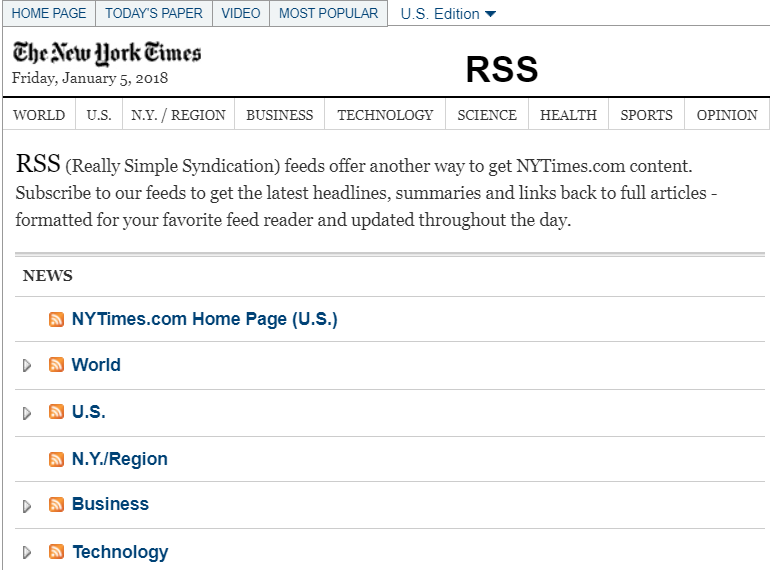 HOME PAGE TODAY'S PAPER VIDEO MOST POPULAR U.S. Edition
The New York Times
Friday, January 5, 2018
RSS
WORLD U.S. N.Y. / REGION BUSINESS TECHNOLOGY SCIENCE HEALTH SPORTS OPINION
RSS (Really Simple Syndication) feeds offer another way to get NYTimes.com content.
Subscribe to our feeds to get the latest headlines, summaries and links back to full articles -
formatted for your favorite feed reader and updated throughout the day.
NEWS
NYTimes.com Home Page (U.S.)
World
U.S.
N.Y./Region
Business
Technology